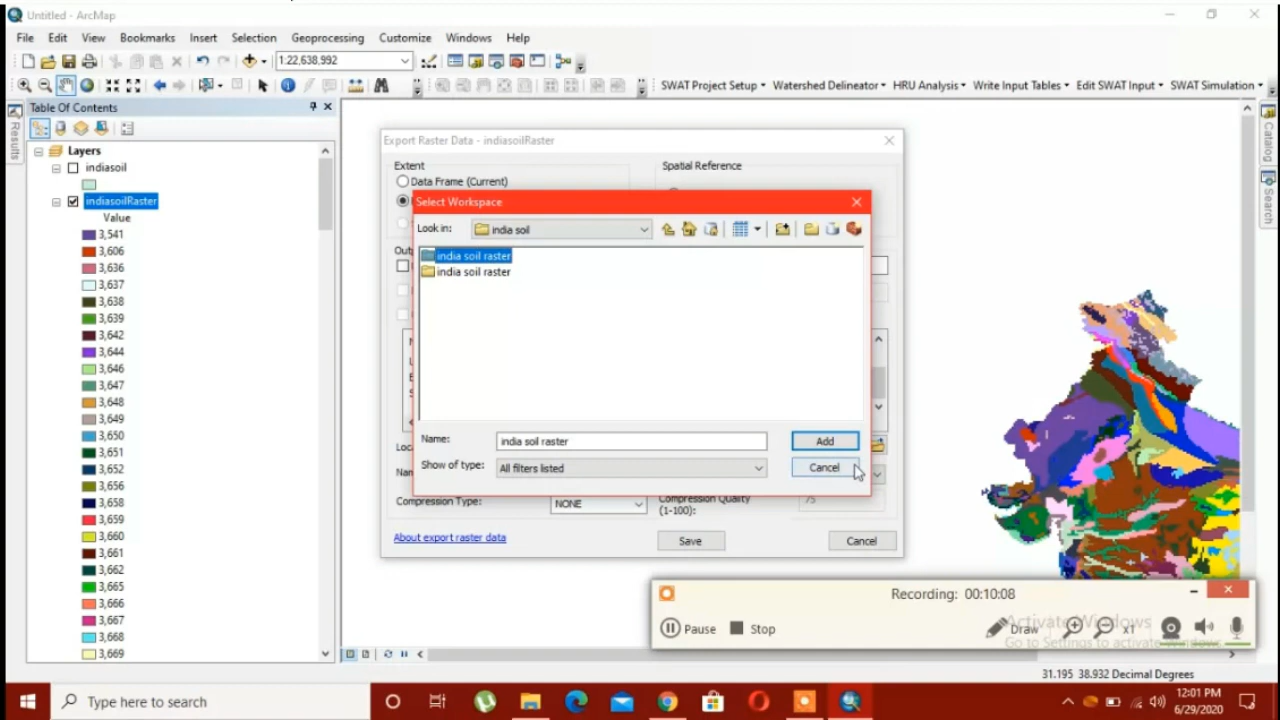 Untitled - ArcMap
File Edit View Bookmarks Insert Selection Geoprocessing Customize Windows Help
1:22,638,992
SWAT Project Setup Watershed Delineator HRU Analysis Write Input Tables Edit SWAT Input SWAT Simulation
Table Of Contents
Results
Catalog
Search
Layers
indiasoil
indiasoilRaster
Value
3,541
3,606
3,636
3,637
3,638
3,639
3,642
3,644
3,646
3,647
3,648
3,649
3,650
3,651
3,652
3,656
3,658
3,659
3,660
3,661
3,662
3,665
3,666
3,667
3,668
3,669
Export Raster Data - indiasoilRaster
Extent
Spatial Reference
Data Frame (Current)
Select Workspace
Look in: india soil
india soil raster
india soil raster
Name: india soil raster
Add
Show of type: All filters listed
Cancel
Compression Type: NONE
Compression Quality
(1-100):
75
About export raster data
Save
Cancel
Recording: 00:10:08
Pause Stop Draw x1
Activate Windows
Go to Settings to activate Windows.
31.195 38.932 Decimal Degrees
Type here to search
12:01 PM
6/29/2020